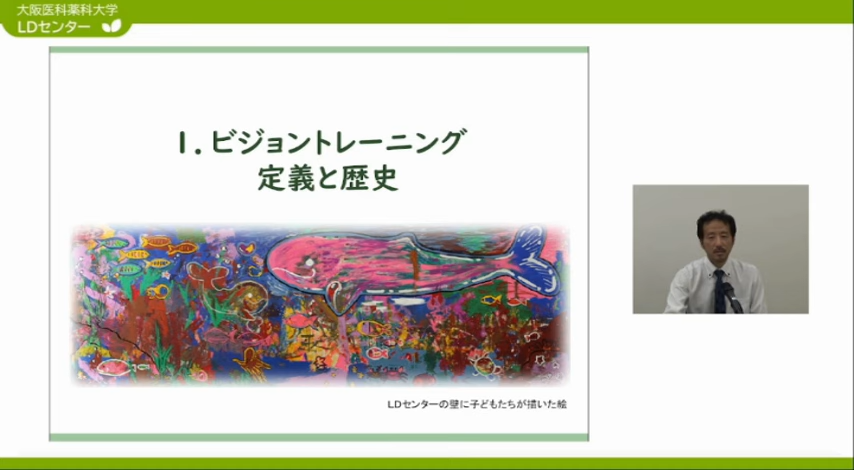 大阪医科薬科大学
LDセンター
1. ビジョントレーニング
定義と歴史
LDセンターの壁に子どもたちが描いた絵